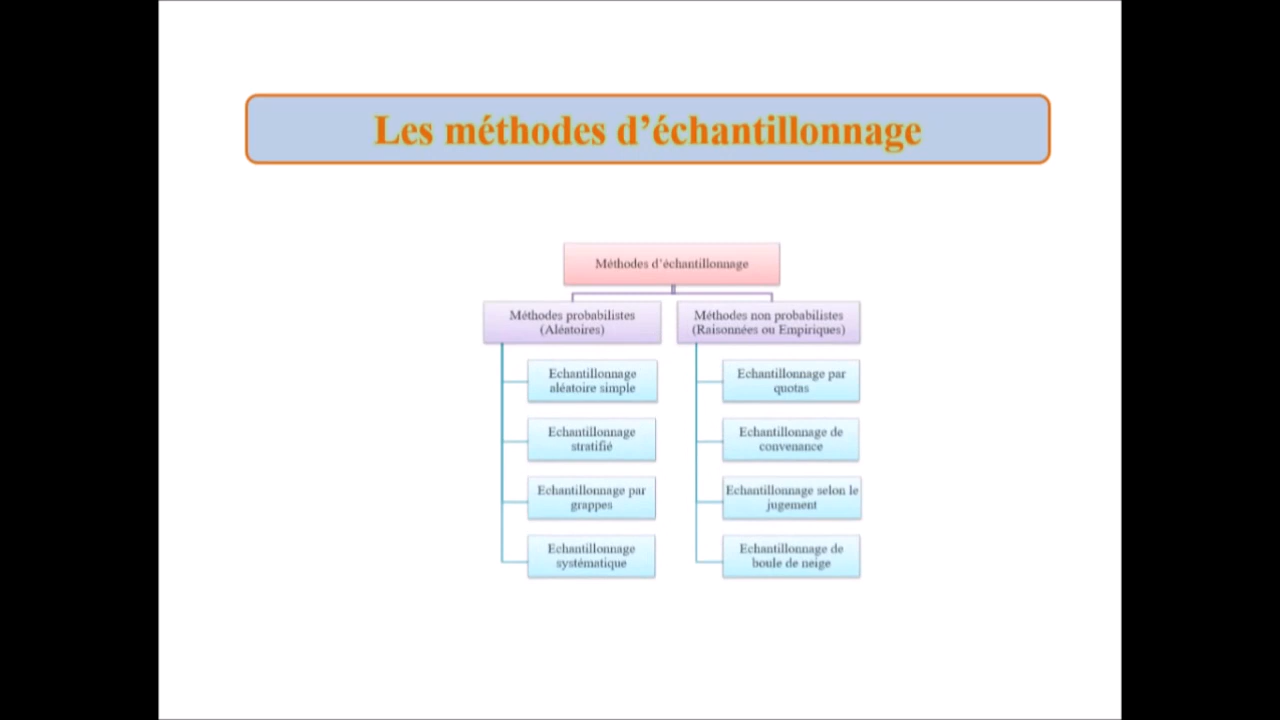 Les méthodes d’échantillonnage
Méthodes d’échantillonnage
Méthodes probabilistes
(Aléatoires)
Echantillonnage
aléatoire simple
Echantillonnage
stratifié
Echantillonnage par
grappes
Echantillonnage
systématique
Méthodes non probabilistes
(Raisonnées ou Empiriques)
Echantillonnage par
quotas
Echantillonnage de
convenance
Echantillonnage selon le
jugement
Echantillonnage de
boule de neige